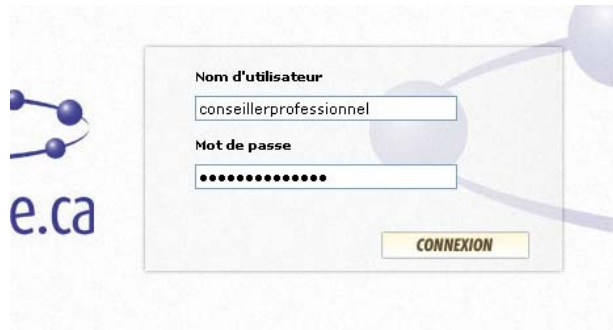 Nom d'utilisateur
conseillerprofessionnel
Mot de passe
••••••••••••••
e.ca
CONNEXION